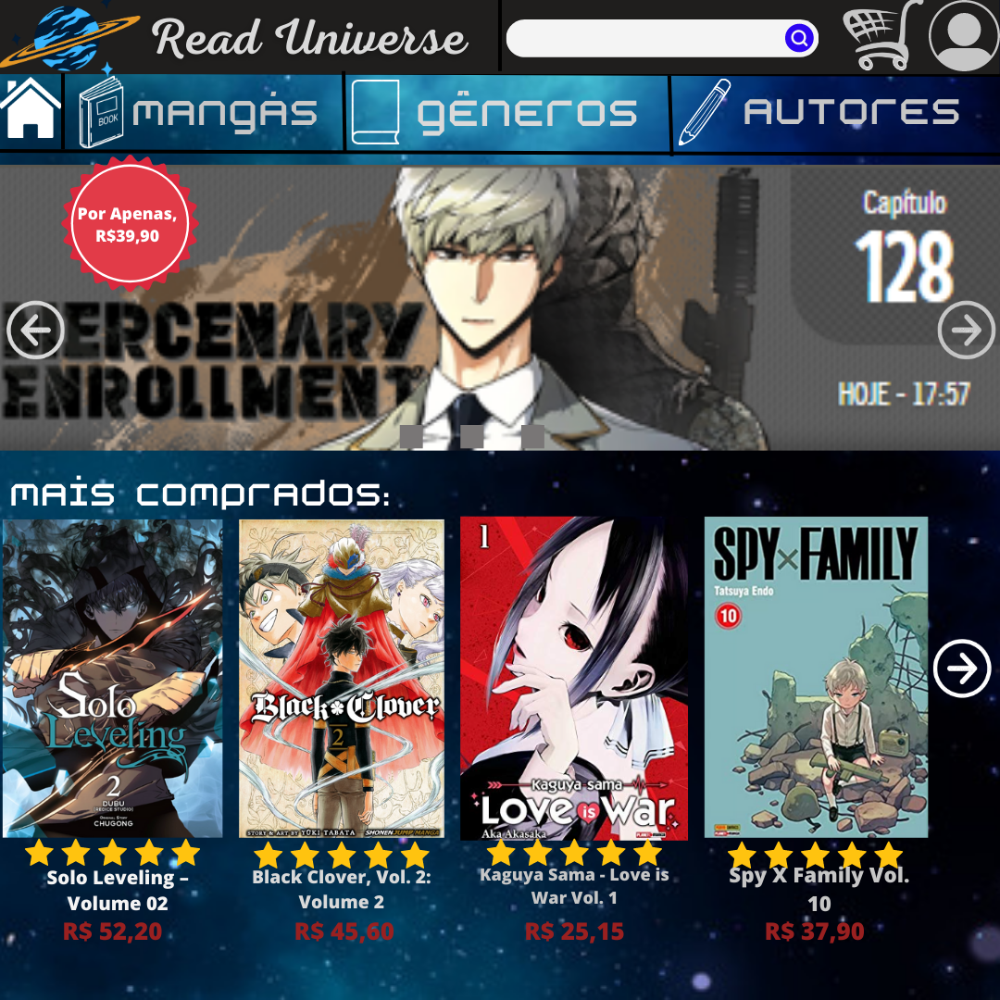 Read Universe
BOOK
mangás
gêneros
AUTORES
Por Apenas,
R$39,90
MERCENARY
ENROLLMENT
Capítulo
128
HOJE - 17:57
mais comprados:
Solo
Leveling
2
DUBU
(REDICE STUDIO)
ORIGINAL STORY
CHUGONG
Black Clover
2
STORY & ART BY YŪKI TABATA
SHONEN JUMP MANGA
1
Kaguya sama
Love is War
Aka Akasaka
SPY×FAMILY
Tatsuya Endo
10
Solo Leveling –
Volume 02
R$ 52,20
Black Clover, Vol. 2:
Volume 2
R$ 45,60
Kaguya Sama - Love is
War Vol. 1
R$ 25,15
Spy X Family Vol.
10
R$ 37,90